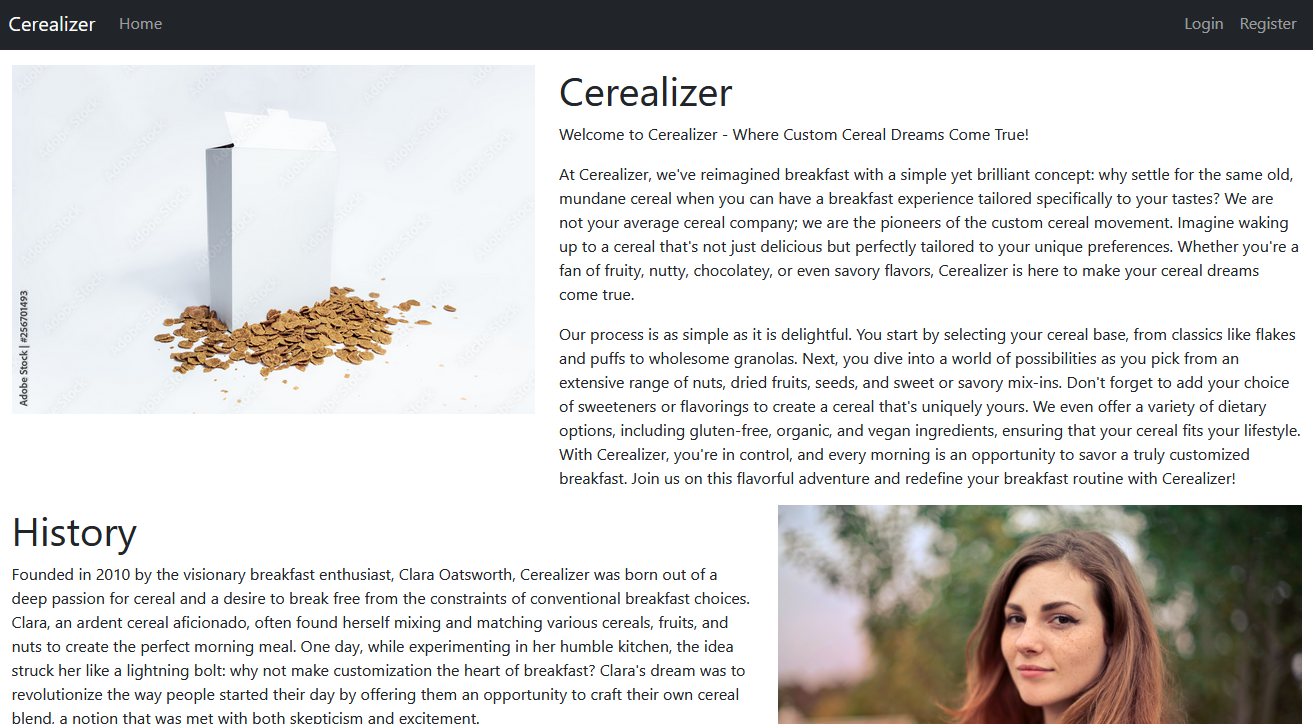 Cerealizer Home Login Register
Adobe Stock | #256701493
Cerealizer
Welcome to Cerealizer - Where Custom Cereal Dreams Come True!
At Cerealizer, we've reimagined breakfast with a simple yet brilliant concept: why settle for the same old,
mundane cereal when you can have a breakfast experience tailored specifically to your tastes? We are
not your average cereal company; we are the pioneers of the custom cereal movement. Imagine waking
up to a cereal that's not just delicious but perfectly tailored to your unique preferences. Whether you're a
fan of fruity, nutty, chocolatey, or even savory flavors, Cerealizer is here to make your cereal dreams
come true.
Our process is as simple as it is delightful. You start by selecting your cereal base, from classics like flakes
and puffs to wholesome granolas. Next, you dive into a world of possibilities as you pick from an
extensive range of nuts, dried fruits, seeds, and sweet or savory mix-ins. Don't forget to add your choice
of sweeteners or flavorings to create a cereal that's uniquely yours. We even offer a variety of dietary
options, including gluten-free, organic, and vegan ingredients, ensuring that your cereal fits your lifestyle.
With Cerealizer, you're in control, and every morning is an opportunity to savor a truly customized
breakfast. Join us on this flavorful adventure and redefine your breakfast routine with Cerealizer!
History
Founded in 2010 by the visionary breakfast enthusiast, Clara Oatsworth, Cerealizer was born out of a
deep passion for cereal and a desire to break free from the constraints of conventional breakfast choices.
Clara, an ardent cereal aficionado, often found herself mixing and matching various cereals, fruits, and
nuts to create the perfect morning meal. One day, while experimenting in her humble kitchen, the idea
struck her like a lightning bolt: why not make customization the heart of breakfast? Clara's dream was to
revolutionize the way people started their day by offering them an opportunity to craft their own cereal
blend, a notion that was met with both skepticism and excitement.